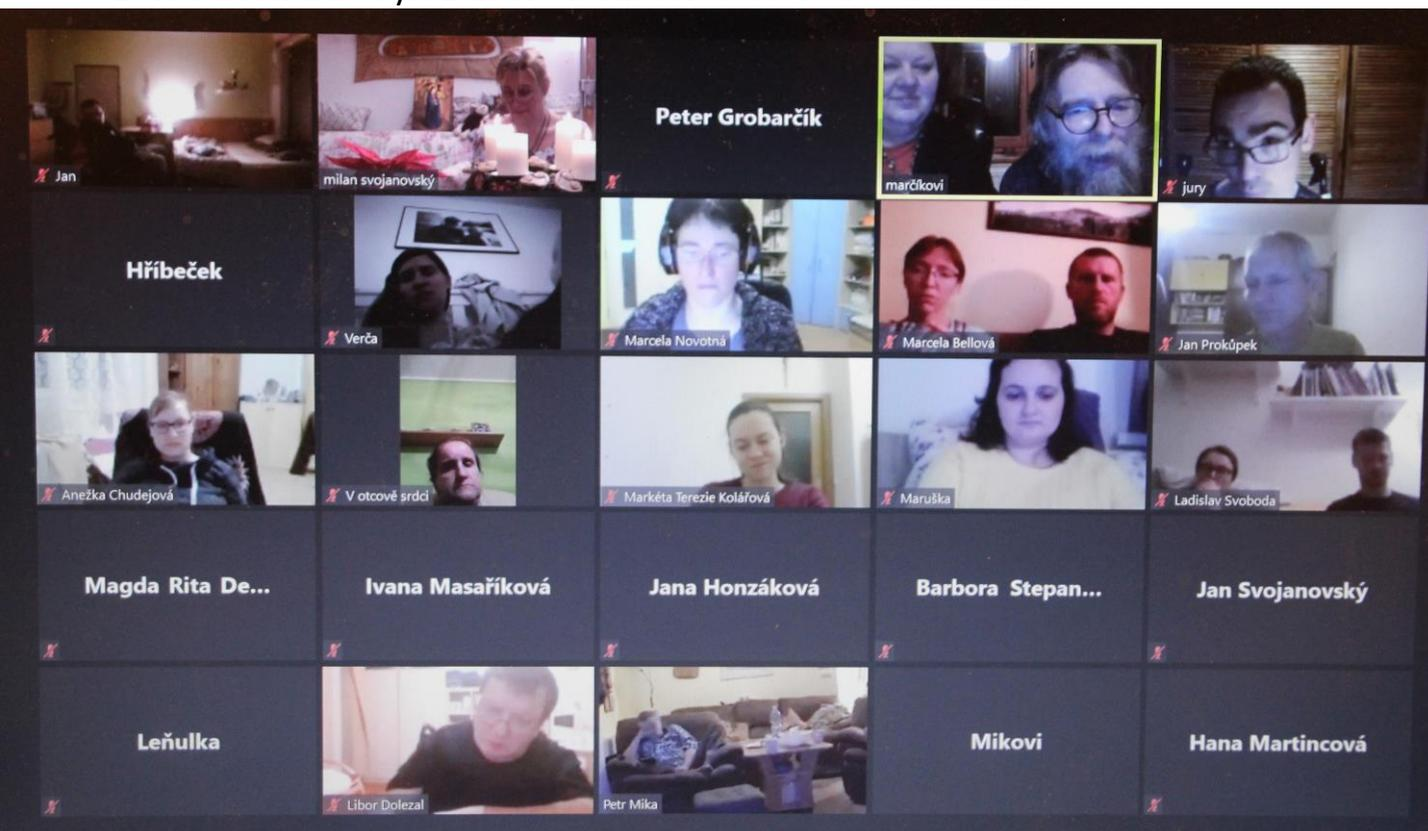 Jan
milan svojanovský
Peter Grobarčík
marčíkovi
jury
Hříbeček
Verča
Marcela Novotná
Marcela Bellová
Jan Prokůpek
Anežka Chudejová
V otcově srdci
Markéta Terezie Kolářová
Maruška
Ladislav Svoboda
Magda Rita De...
Ivana Masaříková
Jana Honzáková
Barbora Stepan...
Jan Svojanovský
Leňulka
Libor Dolezal
Petr Mika
Mikovi
Hana Martincová